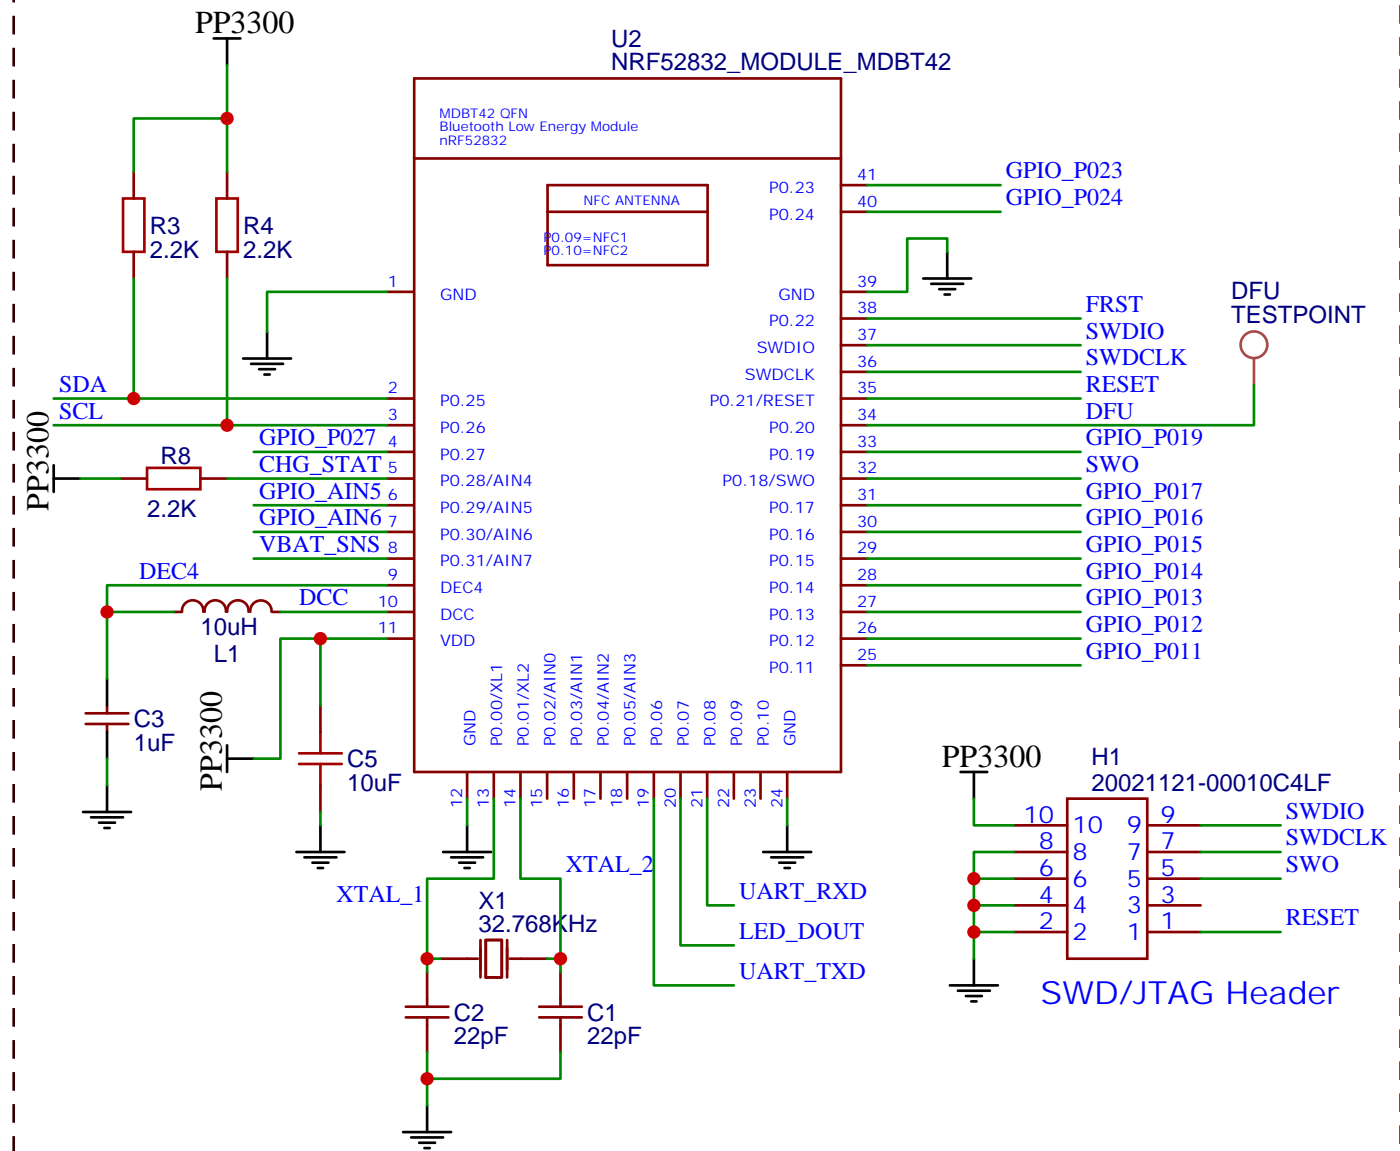 PP3300
U2
NRF52832_MODULE_MDBT42
MDBT42 QFN
Bluetooth Low Energy Module
nRF52832
NFC ANTENNA
P0.09=NFC1
P0.10=NFC2
R3
2.2K
R4
2.2K
1 GND
SDA 2 P0.25
SCL 3 P0.26
GPIO_P027 4 P0.27
PP3300
R8
2.2K
CHG_STAT 5 P0.28/AIN4
GPIO_AIN5 6 P0.29/AIN5
GPIO_AIN6 7 P0.30/AIN6
VBAT_SNS 8 P0.31/AIN7
DEC4 9 DEC4
DCC 10 DCC
10uH
L1
11 VDD
C3
1uF
PP3300
C5
10uF
P0.23 41 GPIO_P023
P0.24 40 GPIO_P024
GND 39
P0.22 38 FRST
SWDIO 37 SWDIO
SWDCLK 36 SWDCLK
P0.21/RESET 35 RESET
P0.20 34 DFU
DFU
TESTPOINT
P0.19 33 GPIO_P019
P0.18/SWO 32 SWO
P0.17 31 GPIO_P017
P0.16 30 GPIO_P016
P0.15 29 GPIO_P015
P0.14 28 GPIO_P014
P0.13 27 GPIO_P013
P0.12 26 GPIO_P012
P0.11 25 GPIO_P011
GND 12
P0.00/XL1 13
P0.01/XL2 14
P0.02/AIN0 15
P0.03/AIN1 16
P0.04/AIN2 17
P0.05/AIN3 18
P0.06 19
P0.07 20
P0.08 21
P0.09 22
P0.10 23
GND 24
XTAL_1
XTAL_2
X1
32.768KHz
C2
22pF
C1
22pF
UART_RXD
LED_DOUT
UART_TXD
PP3300
H1
20021121-00010C4LF
10 10 9 9 SWDIO
8 8 7 7 SWDCLK
6 6 5 5 SWO
4 4 3 3
2 2 1 1 RESET
SWD/JTAG Header